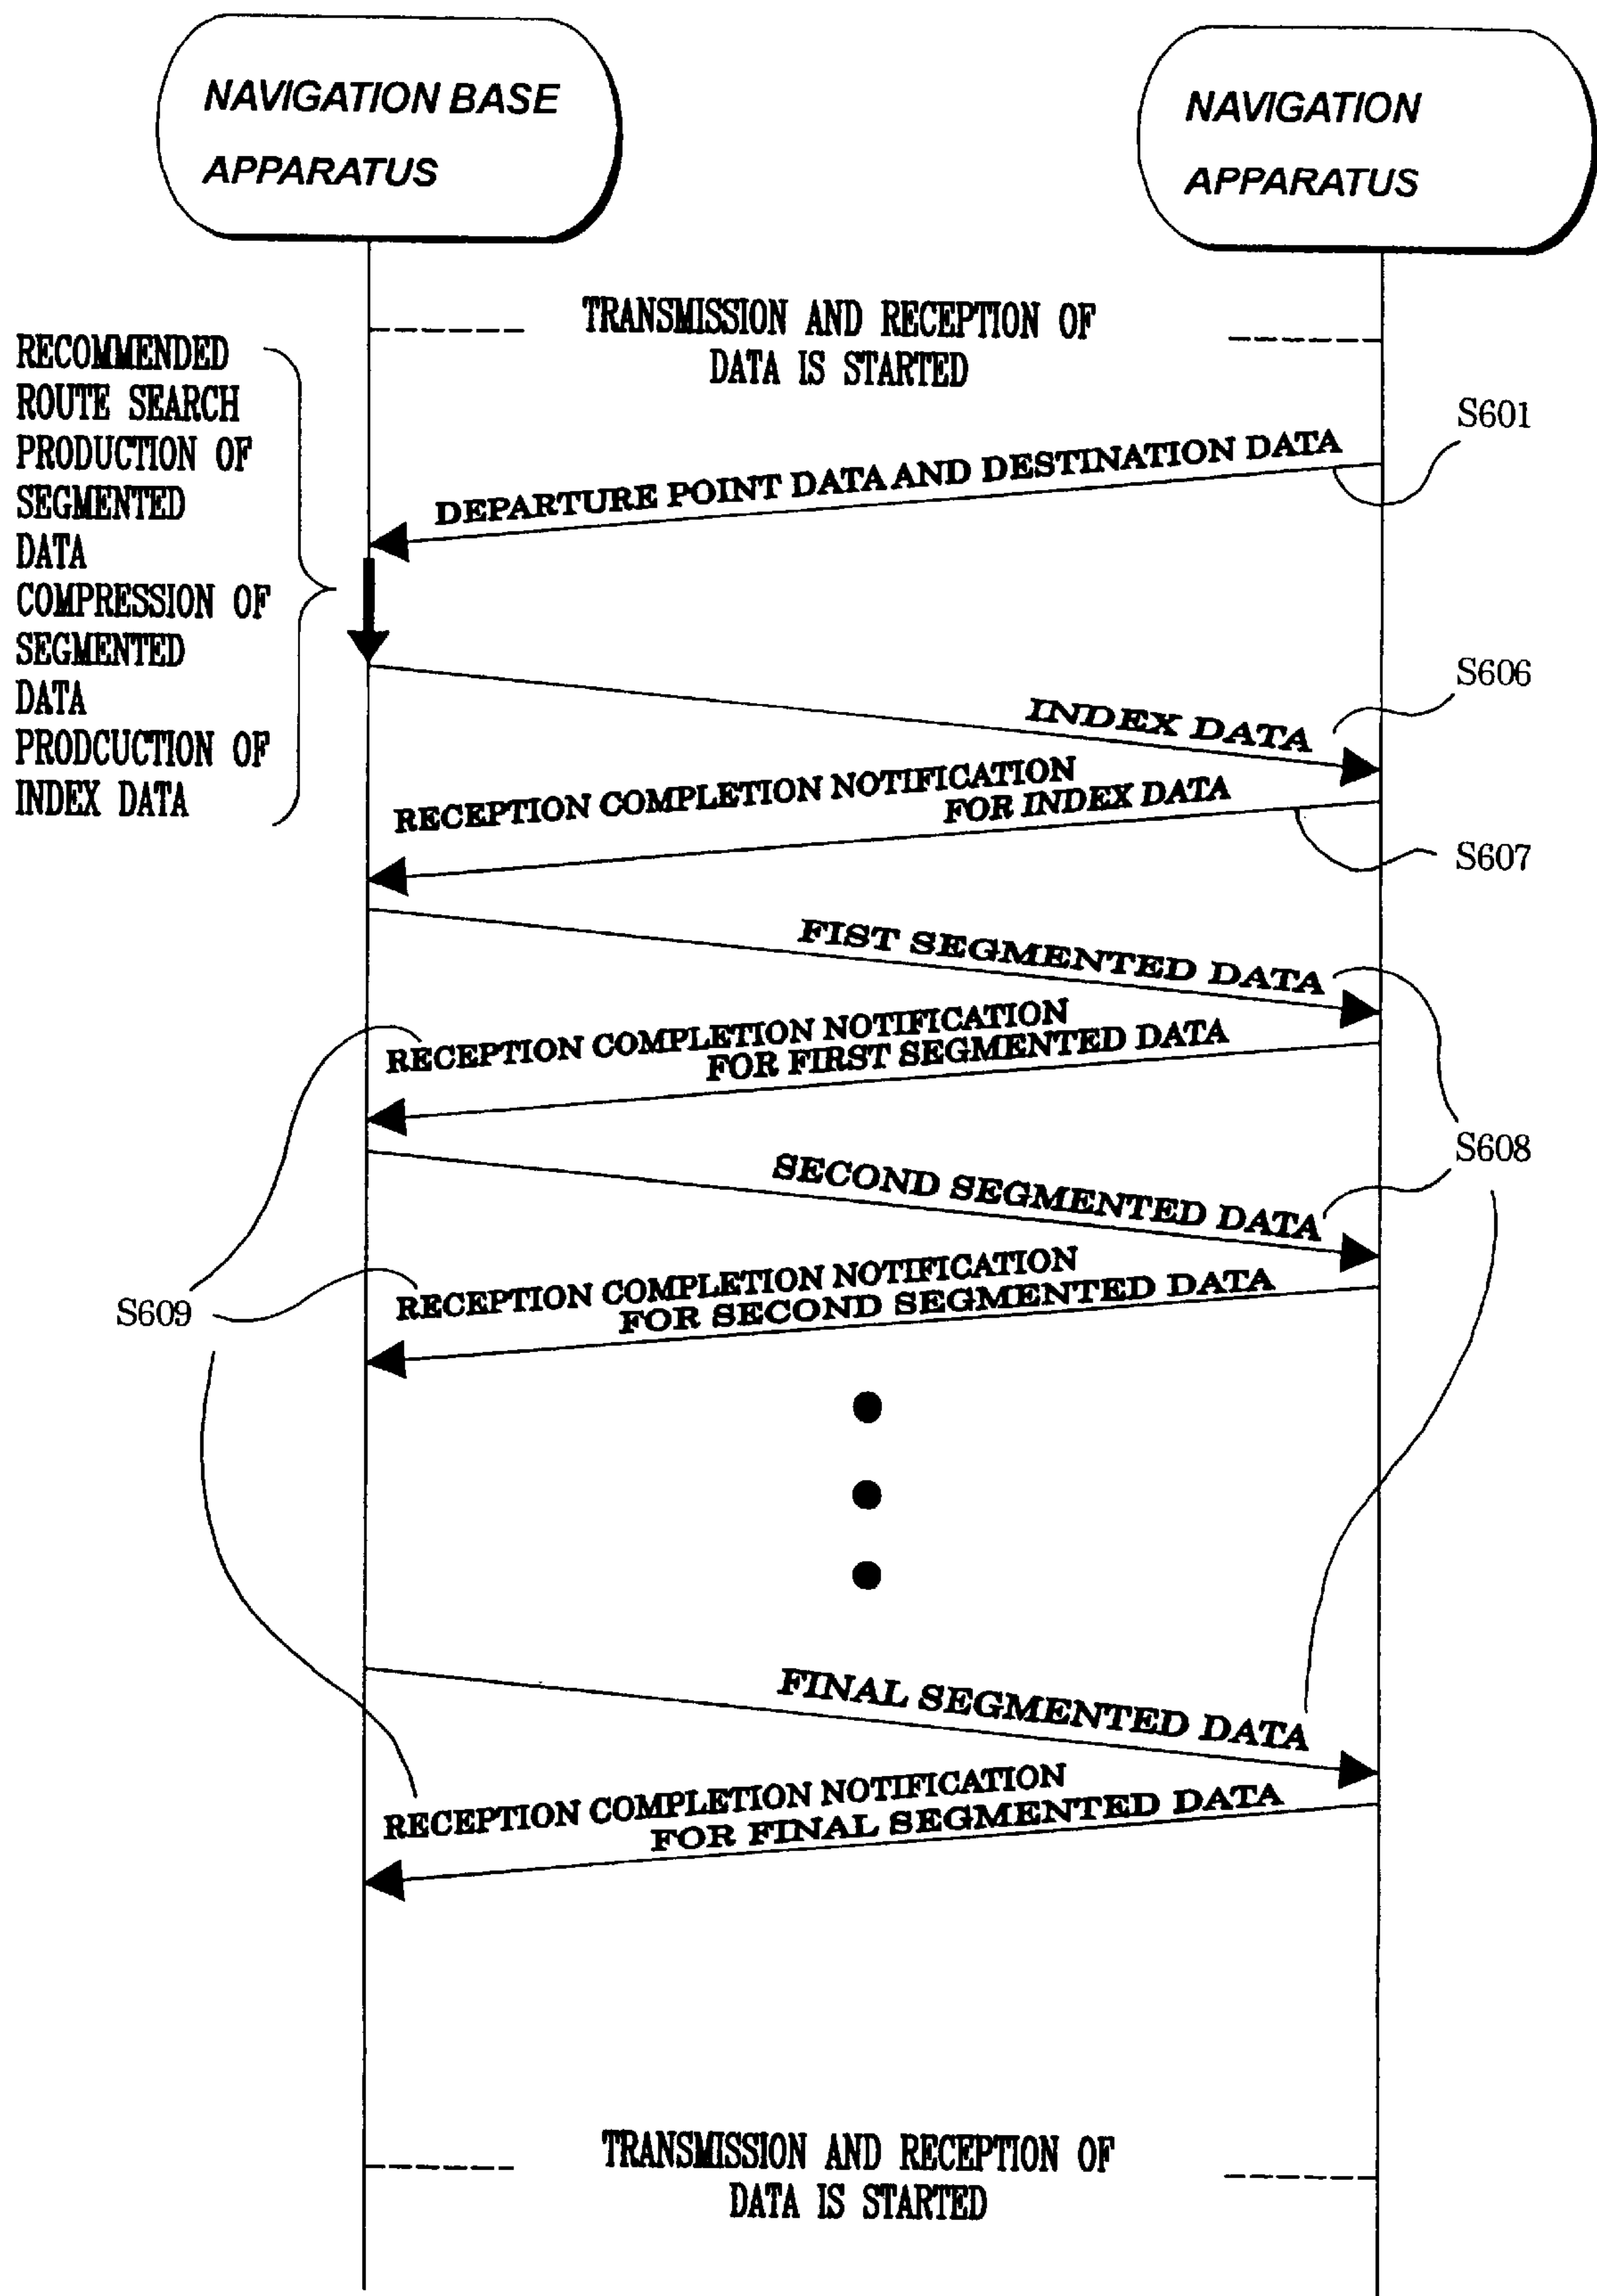 NAVIGATION BASE
APPARATUS
NAVIGATION
APPARATUS
TRANSMISSION AND RECEPTION OF
DATA IS STARTED
RECOMMENDED
ROUTE SEARCH
PRODUCTION OF
SEGMENTED
DATA
COMPRESSION OF
SEGMENTED
DATA
PRODCUCTION OF
INDEX DATA
S601
DEPARTURE POINT DATA AND DESTINATION DATA
S606
INDEX DATA
RECEPTION COMPLETION NOTIFICATION
FOR INDEX DATA
S607
FIST SEGMENTED DATA
RECEPTION COMPLETION NOTIFICATION
FOR FIRST SEGMENTED DATA
S608
SECOND SEGMENTED DATA
RECEPTION COMPLETION NOTIFICATION
FOR SECOND SEGMENTED DATA
S609
FINAL SEGMENTED DATA
RECEPTION COMPLETION NOTIFICATION
FOR FINAL SEGMENTED DATA
TRANSMISSION AND RECEPTION OF
DATA IS STARTED